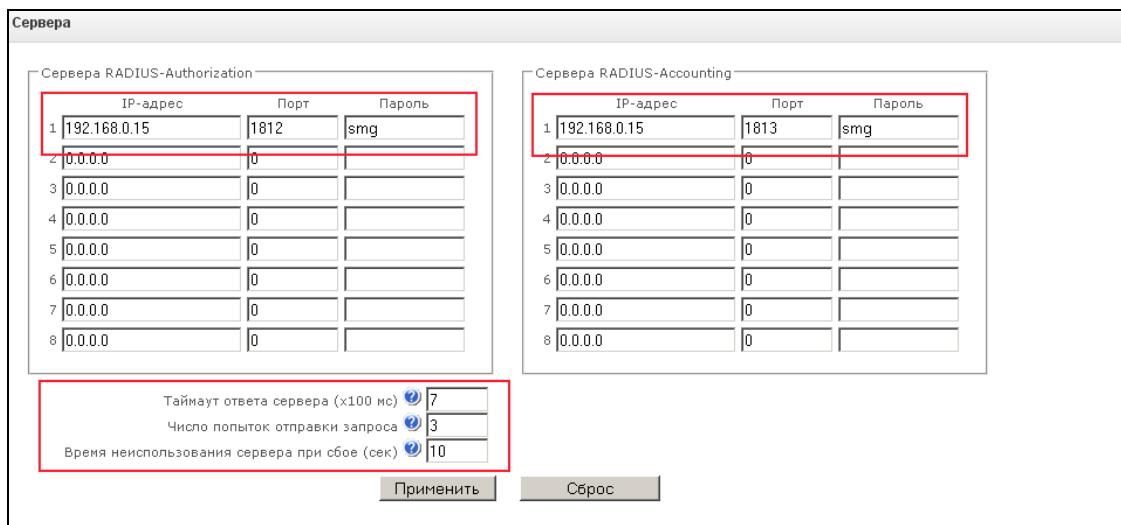 Сервера
Сервера RADIUS-Authorization
IP-адрес Порт Пароль
1 192.168.0.15 1812 smg
2 0.0.0.0 0
3 0.0.0.0 0
4 0.0.0.0 0
5 0.0.0.0 0
6 0.0.0.0 0
7 0.0.0.0 0
8 0.0.0.0 0
Сервера RADIUS-Accounting
IP-адрес Порт Пароль
1 192.168.0.15 1813 smg
2 0.0.0.0 0
3 0.0.0.0 0
4 0.0.0.0 0
5 0.0.0.0 0
6 0.0.0.0 0
7 0.0.0.0 0
8 0.0.0.0 0
Таймаут ответа сервера (x100 мс) ? 7
Число попыток отправки запроса ? 3
Время неиспользования сервера при сбое (сек) ? 10
Применить Сброс